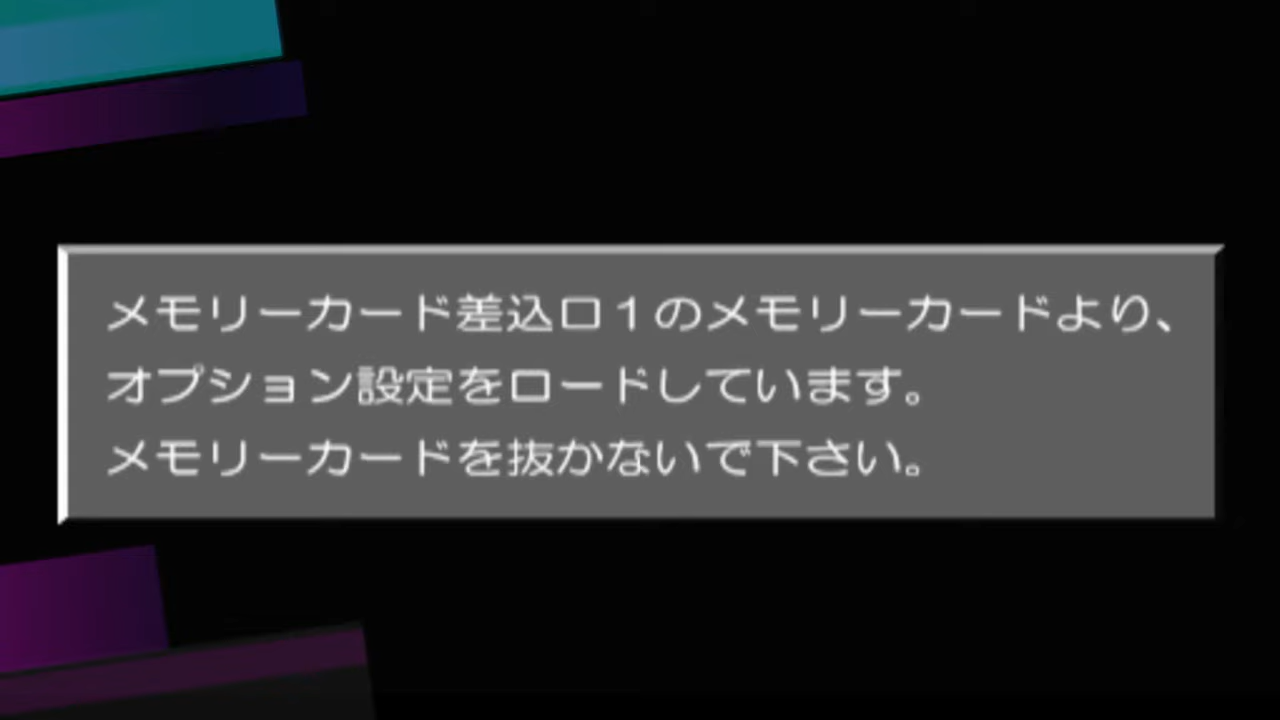 メモリーカード差込口１のメモリーカードより、
オプション設定をロードしています。
メモリーカードを抜かないで下さい。